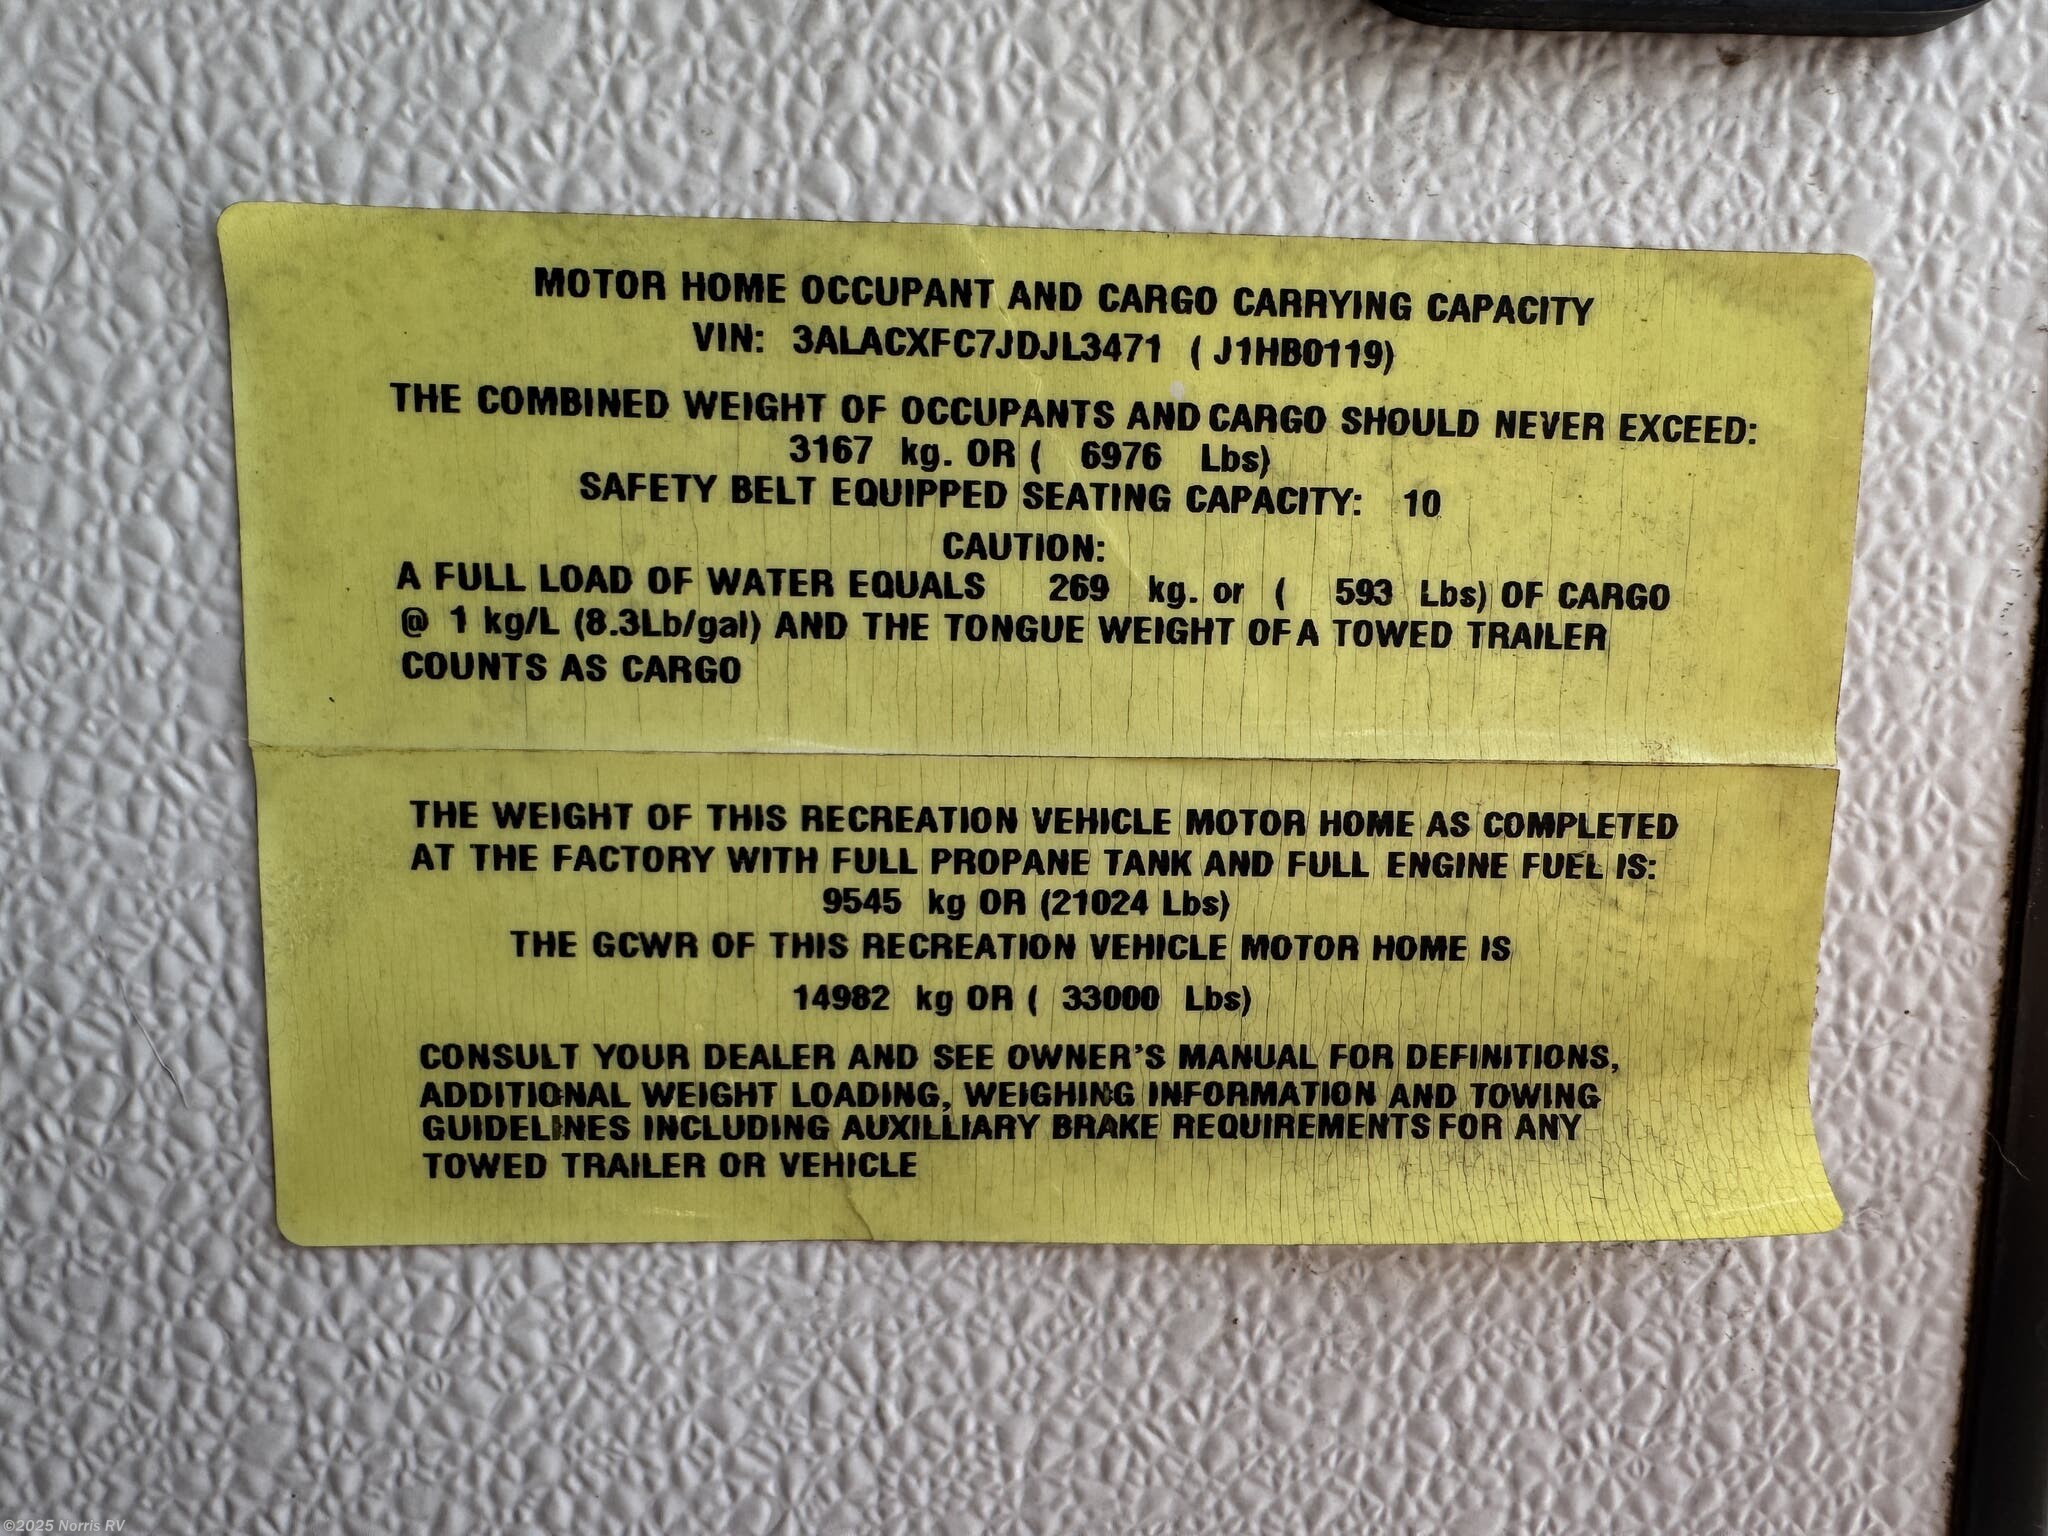 MOTOR HOME OCCUPANT AND CARGO CARRYING CAPACITY
VIN: 3ALACXFC7JDJL3471 ( J1HB0119)
THE COMBINED WEIGHT OF OCCUPANTS AND CARGO SHOULD NEVER EXCEED:
3167 kg. OR ( 6976 Lbs)
SAFETY BELT EQUIPPED SEATING CAPACITY: 10
CAUTION:
A FULL LOAD OF WATER EQUALS 269 kg. or ( 593 Lbs) OF CARGO
@ 1 kg/L (8.3Lb/gal) AND THE TONGUE WEIGHT OF A TOWED TRAILER
COUNTS AS CARGO
THE WEIGHT OF THIS RECREATION VEHICLE MOTOR HOME AS COMPLETED
AT THE FACTORY WITH FULL PROPANE TANK AND FULL ENGINE FUEL IS:
9545 kg OR (21024 Lbs)
THE GCWR OF THIS RECREATION VEHICLE MOTOR HOME IS
14982 kg OR ( 33000 Lbs)
CONSULT YOUR DEALER AND SEE OWNER'S MANUAL FOR DEFINITIONS,
ADDITIONAL WEIGHT LOADING, WEIGHING INFORMATION AND TOWING
GUIDELINES INCLUDING AUXILLIARY BRAKE REQUIREMENTS FOR ANY
TOWED TRAILER OR VEHICLE
©2025 Norris RV